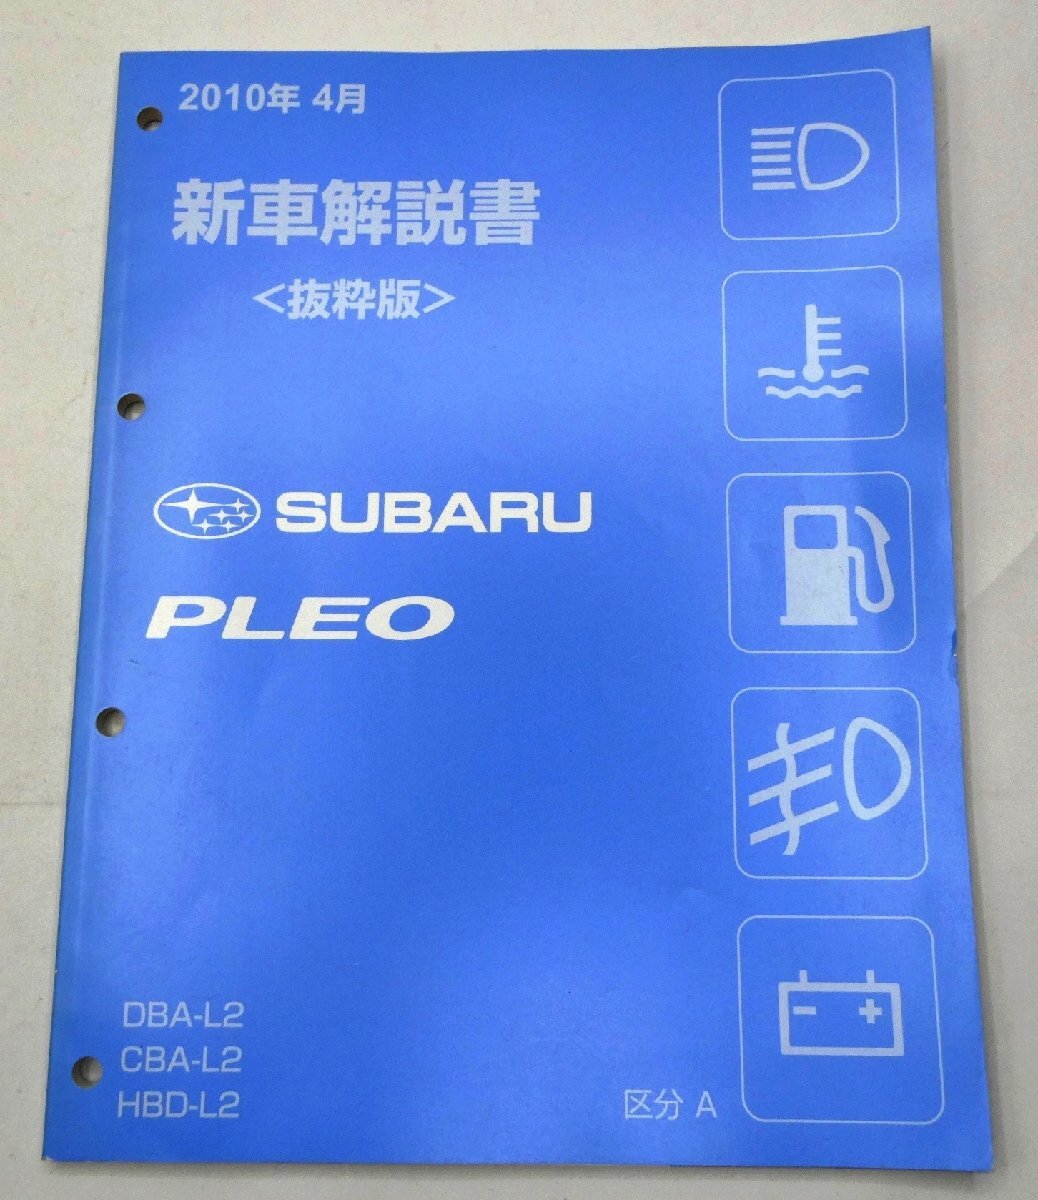 2010年 4月
新車解説書
<抜粋版>
SUBARU
PLEO
DBA-L2
CBA-L2
HBD-L2
区分 A